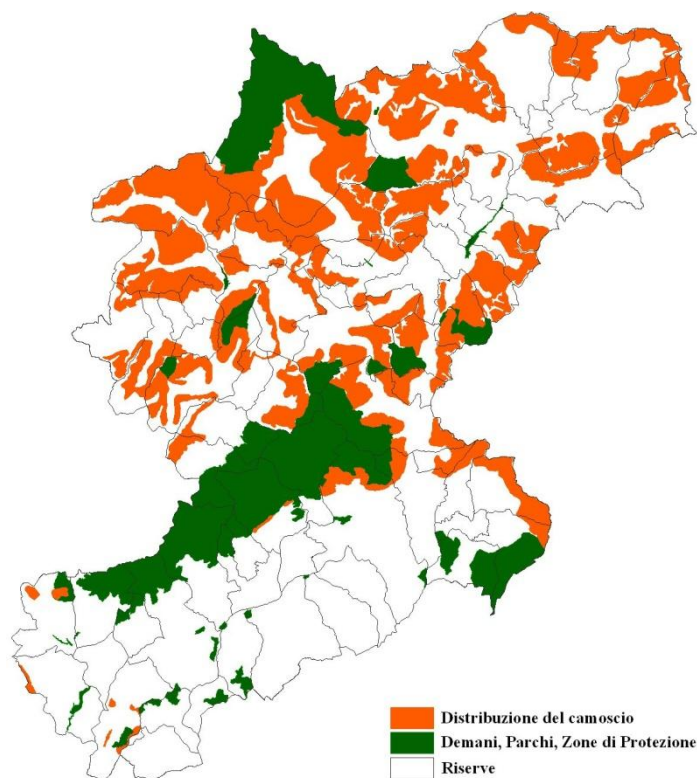 Distribuzione del camoscio
Demani, Parchi, Zone di Protezione
Riserve